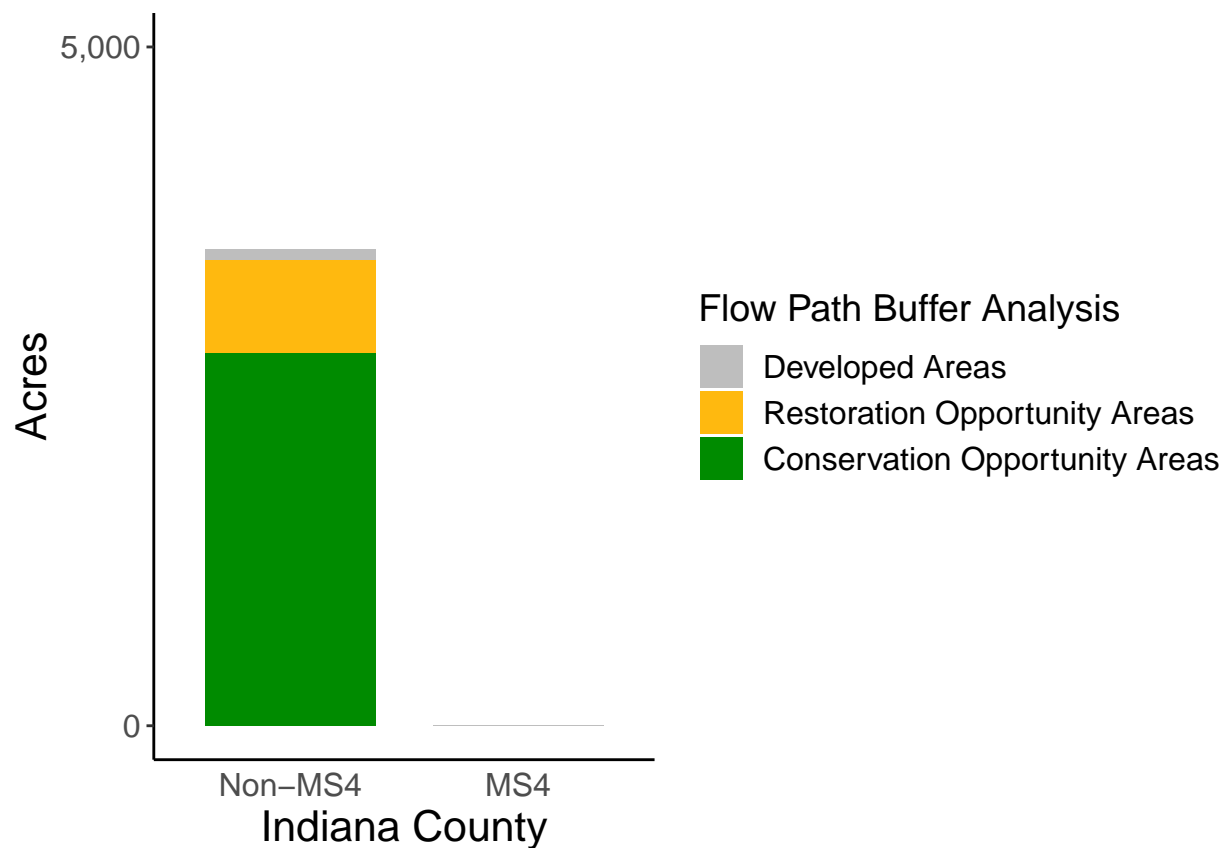 5,000
0
Acres
Non−MS4
MS4
Indiana County
Flow Path Buffer Analysis
Developed Areas
Restoration Opportunity Areas
Conservation Opportunity Areas